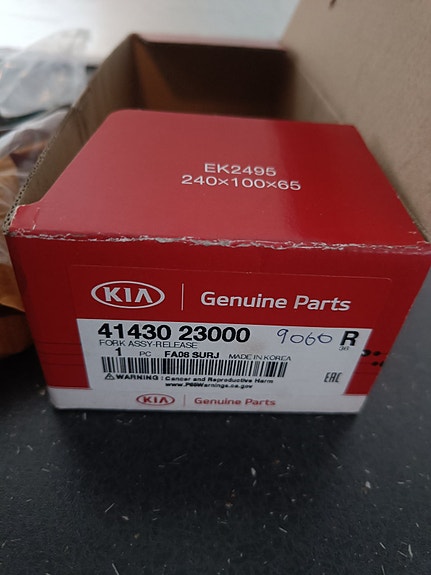 EK2495
240×100×65
KIA Genuine Parts
41430 23000 9060 R
FORK ASSY-RELEASE 3B
1 PC FA08 SURJ MADE IN KOREA
WARNING : Cancer and Reproductive Harm
www.P65Warnings.ca.gov
EAC
KIA Genuine Parts